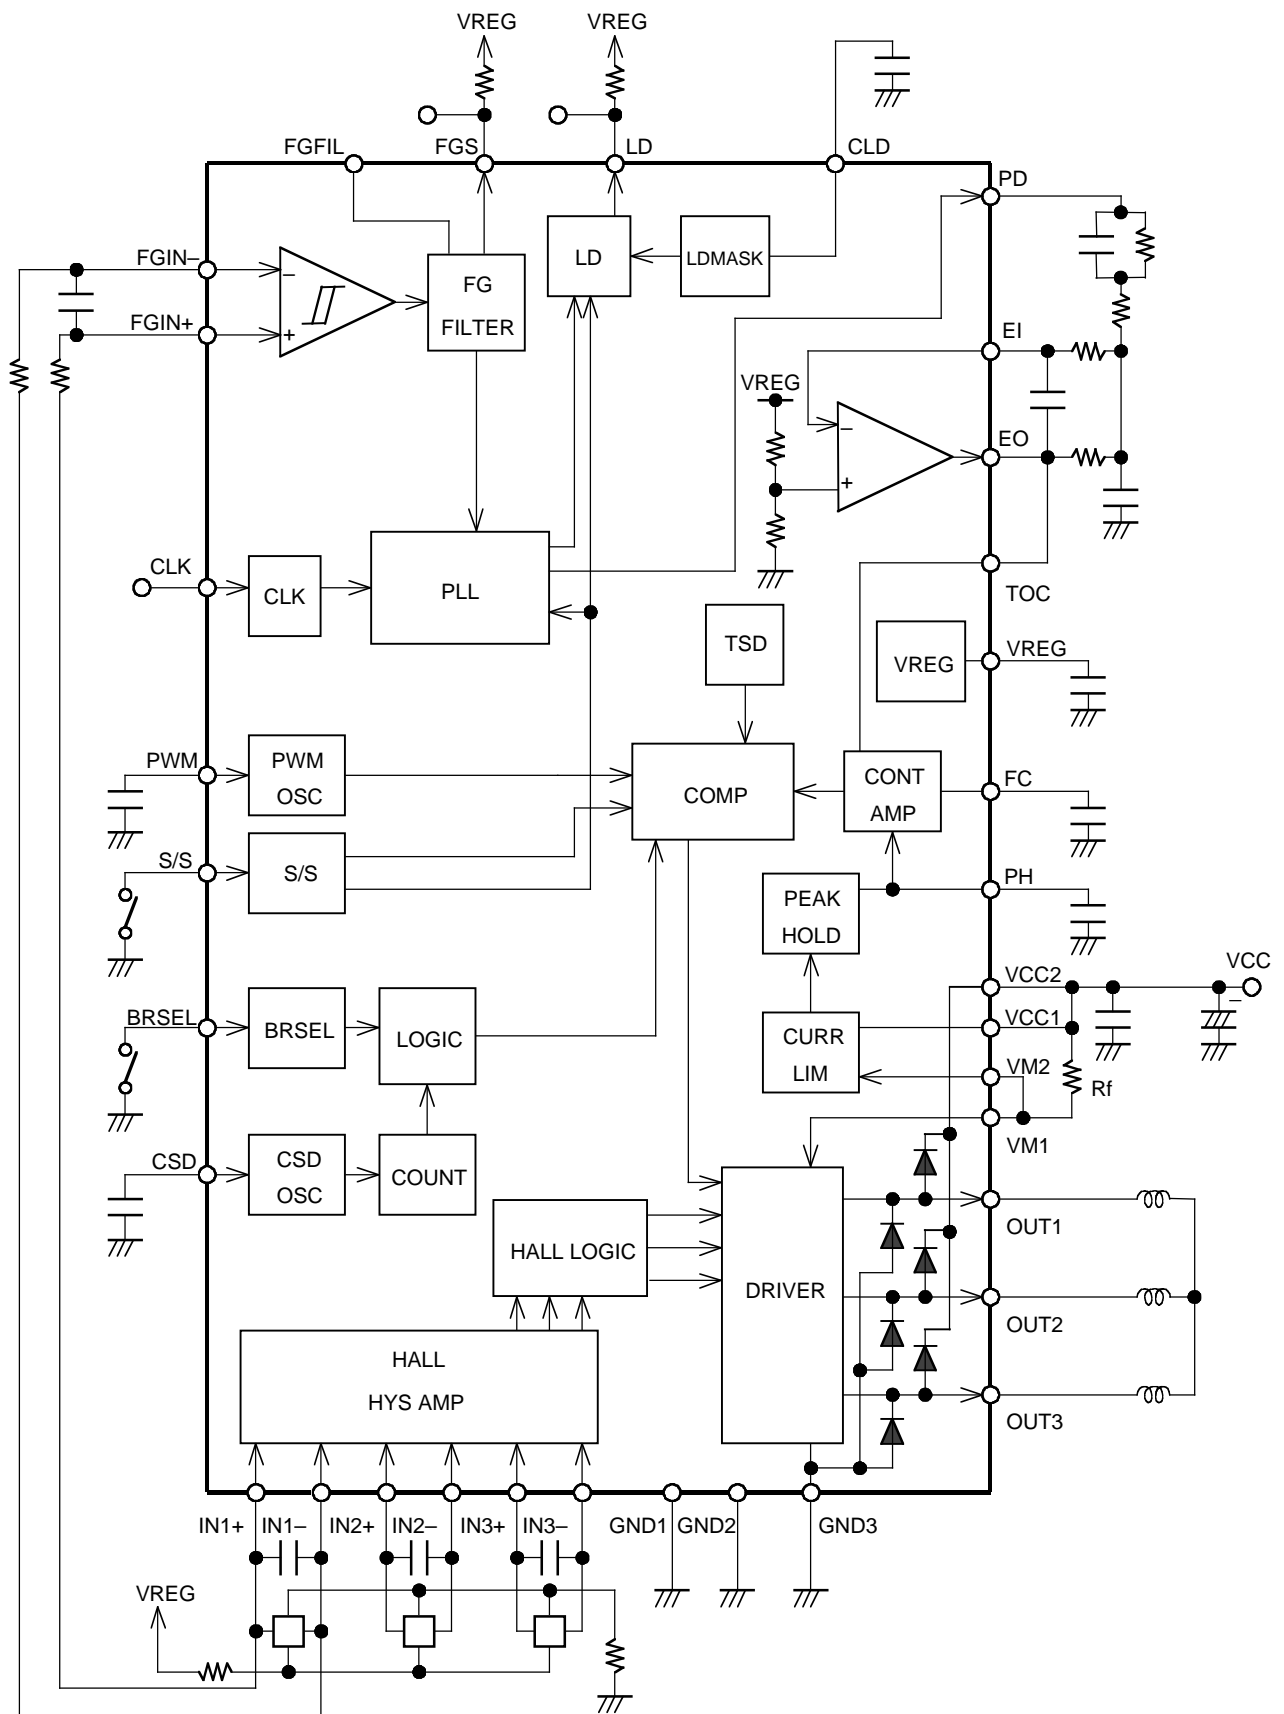 VREG
VREG
FGFIL
FGS
LD
CLD
PD
FGIN–
–
FG
FILTER
LD
LDMASK
FGIN+
+
EI
VREG
–
EO
+
CLK
CLK
PLL
TOC
TSD
VREG
VREG
PWM
PWM
OSC
COMP
CONT
AMP
FC
S/S
S/S
PEAK
HOLD
PH
VCC2
VCC
–
BRSEL
BRSEL
LOGIC
CURR
LIM
VCC1
VM2
Rf
VM1
CSD
CSD
OSC
COUNT
HALL LOGIC
DRIVER
OUT1
OUT2
HALL
HYS AMP
OUT3
IN1+
IN1–
IN2+
IN2–
IN3+
IN3–
GND1
GND2
GND3
VREG